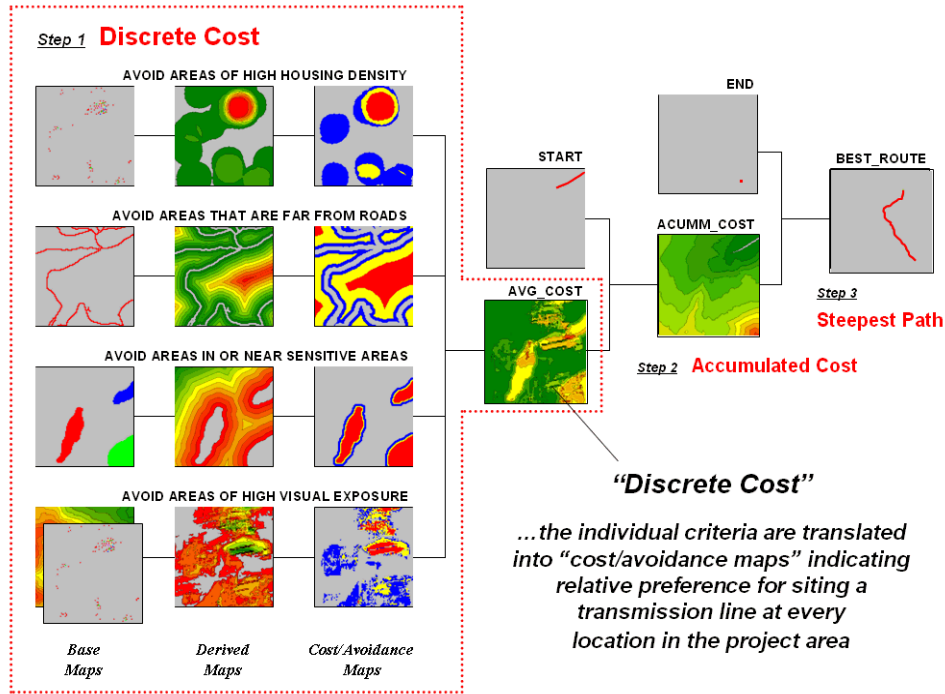 Step 1 Discrete Cost
AVOID AREAS OF HIGH HOUSING DENSITY
AVOID AREAS THAT ARE FAR FROM ROADS
AVOID AREAS IN OR NEAR SENSITIVE AREAS
AVOID AREAS OF HIGH VISUAL EXPOSURE
Base
Maps
Derived
Maps
Cost/Avoidance
Maps
START
AVG_COST
END
ACUMM_COST
Step 2 Accumulated Cost
BEST_ROUTE
Step 3
Steepest Path
“Discrete Cost”
...the individual criteria are translated
into “cost/avoidance maps” indicating
relative preference for siting a
transmission line at every
location in the project area